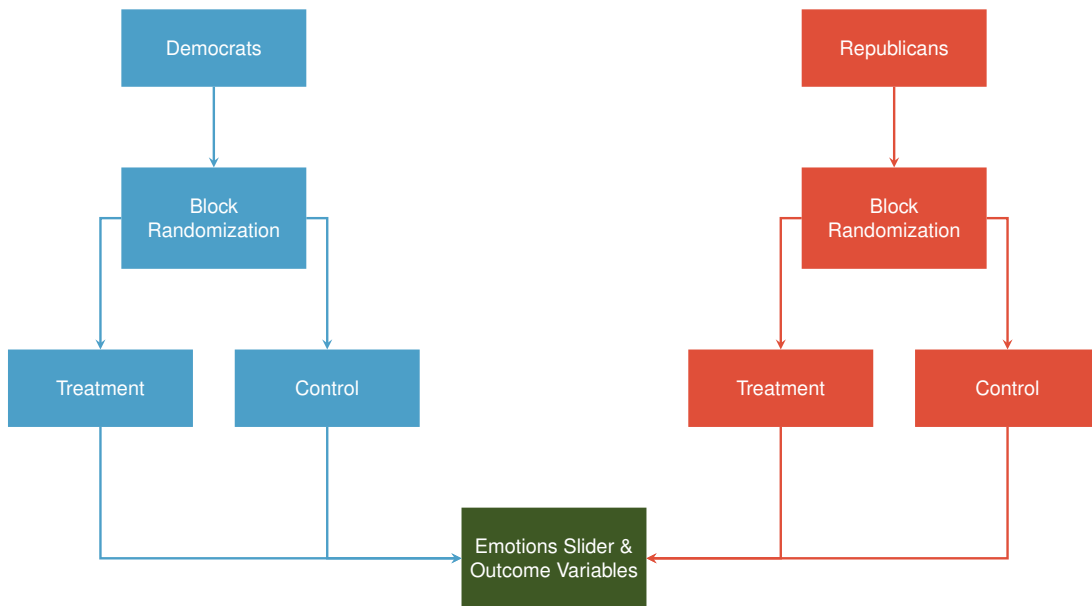 Democrats
Republicans
Block
Randomization
Block
Randomization
Treatment
Control
Treatment
Control
Emotions Slider &
Outcome Variables